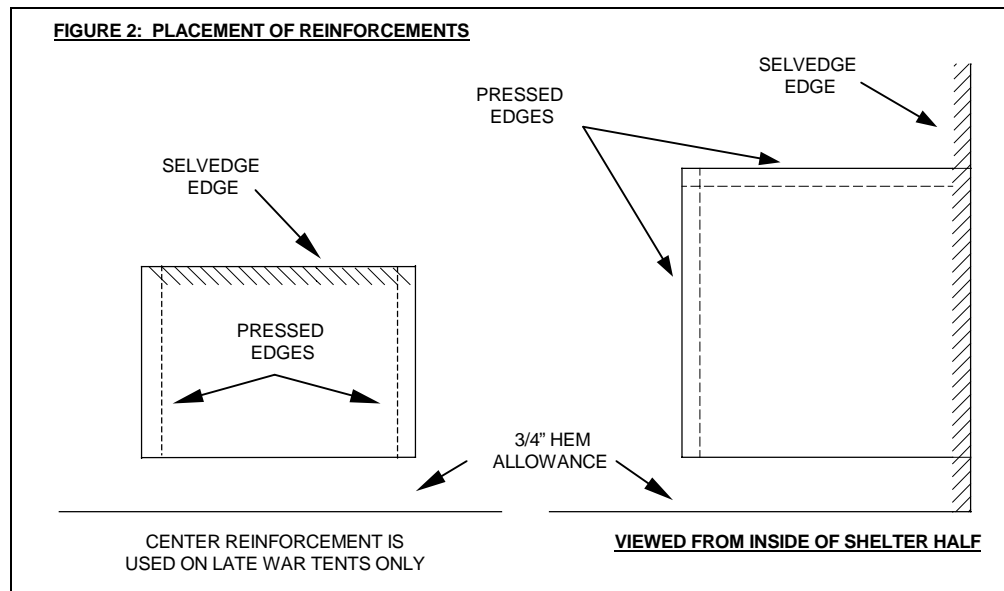 FIGURE 2: PLACEMENT OF REINFORCEMENTS
SELVEDGE
EDGE
PRESSED
EDGES
SELVEDGE
EDGE
PRESSED
EDGES
3/4” HEM
ALLOWANCE
CENTER REINFORCEMENT IS
USED ON LATE WAR TENTS ONLY
VIEWED FROM INSIDE OF SHELTER HALF